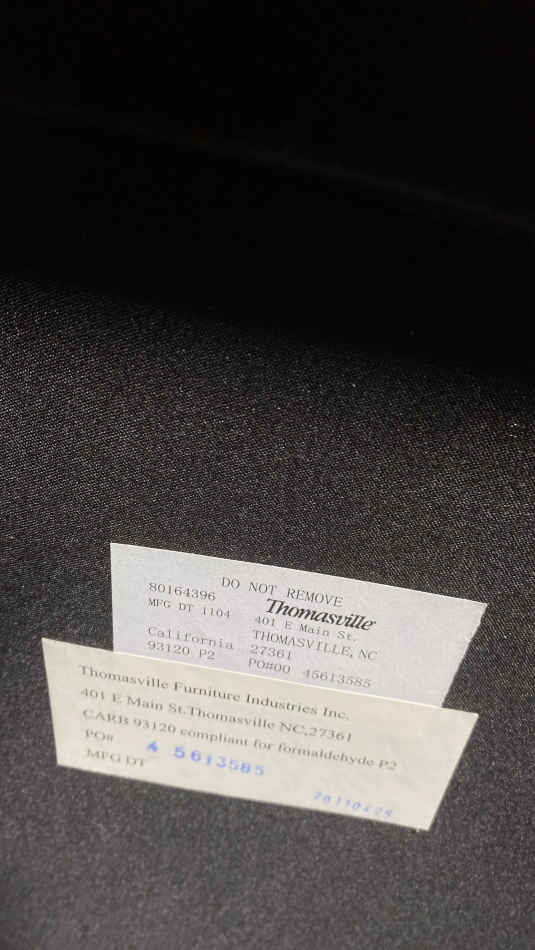 DO NOT REMOVE
80164396
Thomasville
MFG DT 1104
401 E Main St.
THOMASVILLE, NC
California 27361
93120 P2
PO#00 45613585
Thomasville Furniture Industries Inc.
401 E Main St.Thomasville NC,27361
CARB 93120 compliant for formaldehyde P2
PO# 4 5613585
MFG DT